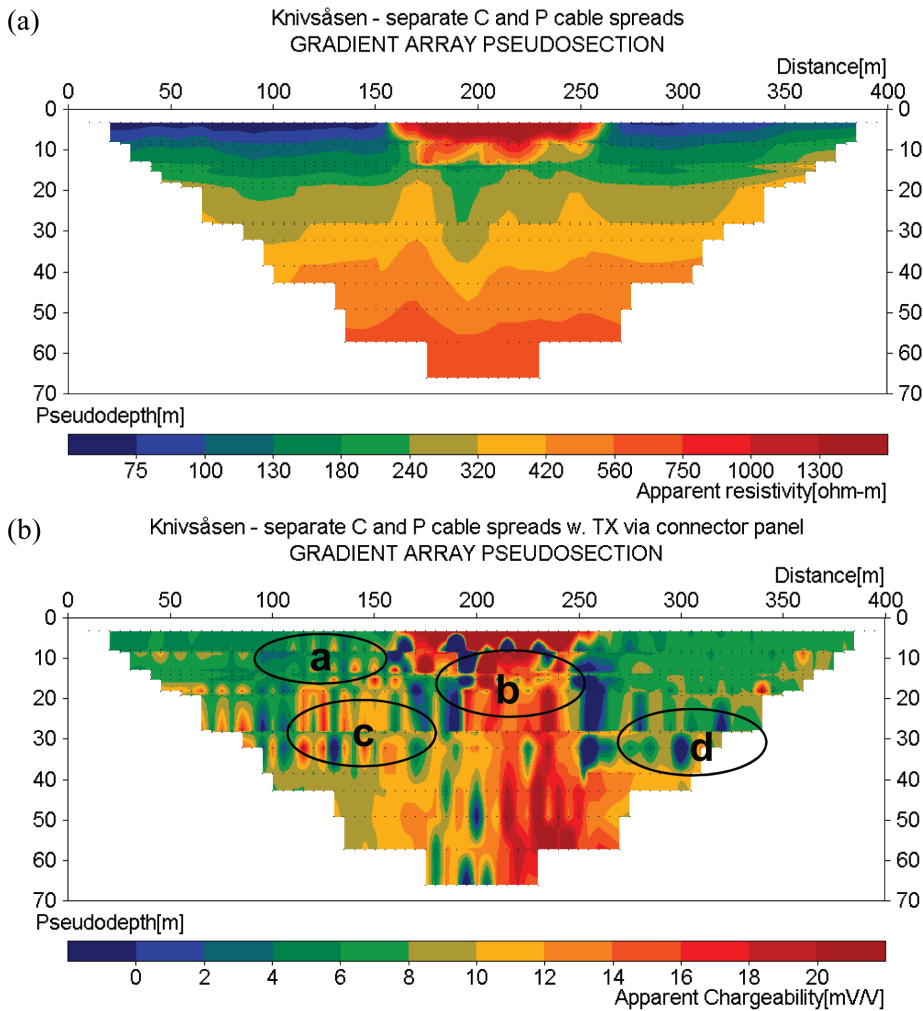 (a)
Knivsåsen - separate C and P cable spreads
GRADIENT ARRAY PSEUDOSECTION
Distance[m]
0 50 100 150 200 250 300 350 400
0 0
10 10
20 20
30 30
40 40
50 50
60 60
70 70
Pseudodepth[m]
75 100 130 180 240 320 420 560 750 1000 1300
Apparent resistivity[ohm-m]
(b)
Knivsåsen - separate C and P cable spreads w. TX via connector panel
GRADIENT ARRAY PSEUDOSECTION
Distance[m]
0 50 100 150 200 250 300 350 400
0 0
10 10
a
b
20 20
30 30
c
d
40 40
50 50
60 60
70 70
Pseudodepth[m]
0 2 4 6 8 10 12 14 16 18 20
Apparent Chargeability[mV/V]